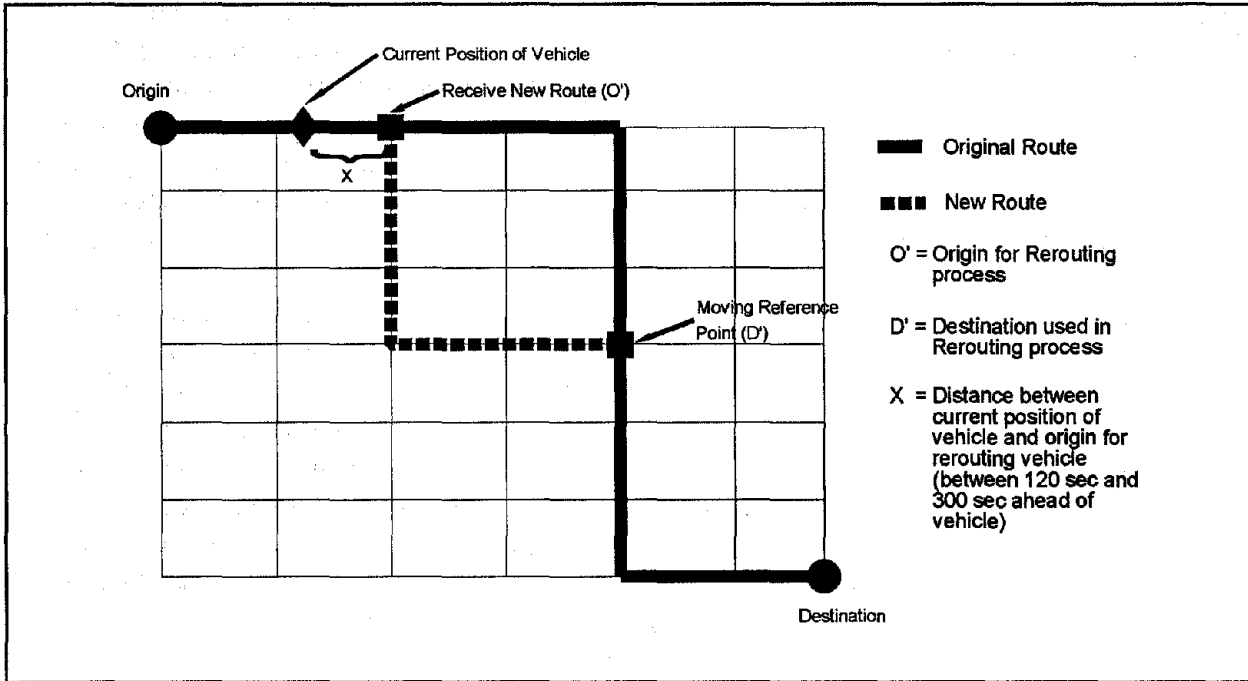 Current Position of Vehicle
Origin
Receive New Route (O')
X
Original Route
New Route
O' = Origin for Rerouting
process
Moving Reference
Point (D')
D' = Destination used in
Rerouting process
X = Distance between
current position of
vehicle and origin for
rerouting vehicle
(between 120 sec and
300 sec ahead of
vehicle)
Destination